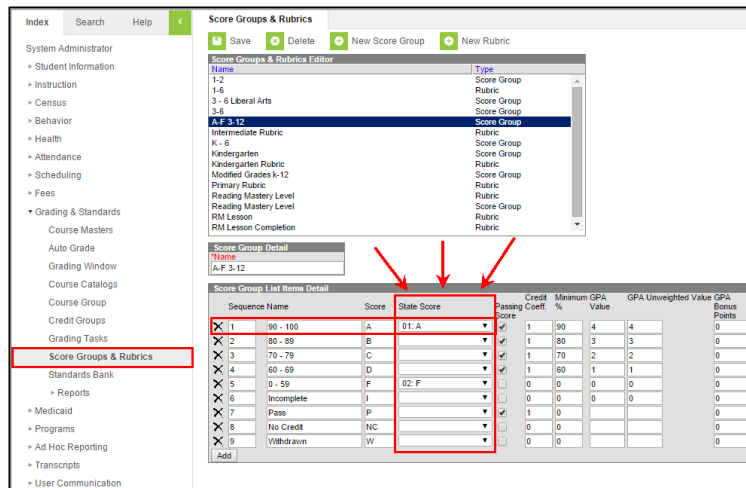 Index Search Help <
System Administrator
Student Information
Instruction
Census
Behavior
Health
Attendance
Scheduling
Fees
Grading & Standards
Course Masters
Auto Grade
Grading Window
Course Catalogs
Course Group
Credit Groups
Grading Tasks
Score Groups & Rubrics
Standards Bank
Reports
Medicaid
Programs
Ad Hoc Reporting
Transcripts
User Communication
Score Groups & Rubrics
Save Delete New Score Group New Rubric
Score Groups & Rubrics Editor
Name Type
1-2 Score Group
1-6 Rubric
3 - 6 Liberal Arts Score Group
3-6 Score Group
A-F 3-12 Score Group
Intermediate Rubric Rubric
K - 6 Score Group
Kindergarten Score Group
Kindergarten Rubric Rubric
Modified Grades k-12 Score Group
Primary Rubric Rubric
Reading Mastery Level Rubric
Reading Mastery Level Score Group
RM Lesson Rubric
RM Lesson Completion Rubric
Score Group Detail
*Name
A-F 3-12
Score Group List Items Detail
Sequence Name Score State Score Passing Score Credit Coeff. Minimum % GPA Value GPA Unweighted Value GPA Bonus Points
X 1 90 - 100 A 01: A 1 90 4 4 0
X 2 80 - 89 B 1 80 3 3 0
X 3 70 - 79 C 1 70 2 2 0
X 4 60 - 69 D 1 60 1 1 0
X 5 0 - 59 F 02: F 0 0 0 0 0
X 6 Incomplete I 0 0 0 0 0
X 7 Pass P 1 0 0
X 8 No Credit NC 0 0 0
X 9 Withdrawn W 0 0 0
Add